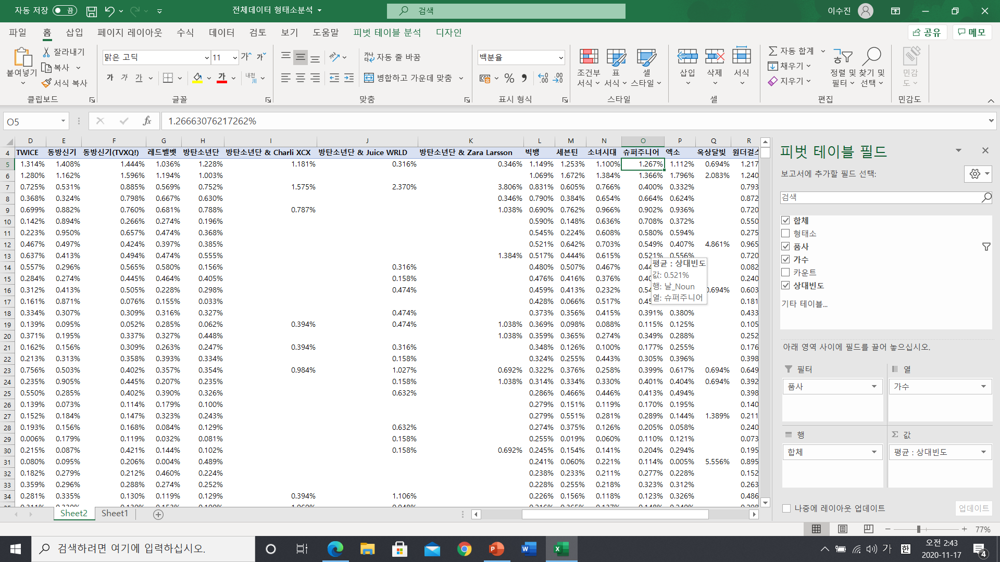 자동 저장 끔 전체데이터 형태소분석 검색 이수진
파일 홈 삽입 페이지 레이아웃 수식 데이터 검토 보기 도움말 피벗 테이블 분석 디자인 공유 메모
붙여넣기 잘라내기 복사 서식 복사 클립보드
맑은 고딕 11 가 가 가 가 가 가 내천 글꼴
가나다 자동 줄 바꿈 병합하고 가운데 맞춤 맞춤
백분율 % 표시 형식
조건부 서식 표 서식 셀 스타일 스타일
삽입 삭제 서식 셀
자동 합계 채우기 지우기 정렬 및 필터 찾기 및 선택 편집
민감도 민감도
O5 fx 1.26663076217262%
D E F G H I J K L M N O P Q R
4 TWICE 동방신기 동방신기(TVXQ!) 레드벨벳 방탄소년단 방탄소년단 & Charli XCX 방탄소년단 & Juice WRLD 방탄소년단 & Zara Larsson 빅뱅 세븐틴 소녀시대 슈퍼주니어 엑소 옥상달빛 원더걸스
5 1.314% 1.408% 1.444% 1.036% 1.228% 1.181% 0.316% 0.346% 1.149% 1.253% 1.100% 1.267% 1.112% 0.694% 1.217
6 1.280% 1.162% 1.596% 1.194% 1.003% 1.069% 1.672% 1.384% 1.366% 1.796% 2.083% 1.240
7 0.725% 0.531% 0.885% 0.569% 0.752% 1.575% 2.370% 3.806% 0.831% 0.605% 0.766% 0.400% 0.332% 0.793
8 0.368% 0.324% 0.798% 0.667% 0.630% 0.346% 0.790% 0.384% 0.654% 0.664% 0.624% 0.872
9 0.699% 0.882% 0.760% 0.681% 0.788% 0.787% 1.038% 0.690% 0.762% 0.966% 0.902% 0.936% 0.720
10 0.142% 0.894% 0.266% 0.274% 0.196% 0.590% 0.148% 0.636% 0.708% 0.372% 0.550
11 0.223% 0.950% 0.657% 0.474% 0.368% 0.545% 0.224% 0.608% 0.580% 0.594% 0.275
12 0.467% 0.497% 0.424% 0.397% 0.385% 0.521% 0.642% 0.703% 0.549% 0.407% 4.861% 0.965
13 0.637% 0.413% 0.494% 0.474% 0.555% 1.384% 0.517% 0.444% 0.615% 0.521% 0.556% 0.720
14 0.557% 0.296% 0.565% 0.580% 0.156% 0.316% 0.480% 0.507% 0.467% 0.44 0.082
15 0.284% 0.274% 0.445% 0.464% 0.405% 0.158% 0.476% 0.416% 0.376% 0.40 0.240
16 0.312% 0.413% 0.505% 0.228% 0.298% 0.474% 0.459% 0.413% 0.232% 0.54 0.694% 0.603
17 0.161% 0.871% 0.076% 0.155% 0.033% 0.428% 0.066% 0.517% 0.45 0.181
18 0.334% 0.307% 0.309% 0.316% 0.327% 0.474% 0.373% 0.356% 0.415% 0.391% 0.380% 0.433
19 0.139% 0.095% 0.052% 0.285% 0.062% 0.394% 0.474% 1.038% 0.369% 0.098% 0.088% 0.115% 0.125% 0.105
20 0.371% 0.195% 0.337% 0.327% 0.448% 1.038% 0.359% 0.365% 0.274% 0.349% 0.288% 0.252
21 0.162% 0.156% 0.309% 0.263% 0.247% 0.394% 0.316% 0.348% 0.126% 0.100% 0.177% 0.255% 0.176
22 0.213% 0.313% 0.358% 0.393% 0.334% 0.158% 0.324% 0.255% 0.443% 0.305% 0.396% 0.398
23 0.756% 0.503% 0.402% 0.357% 0.354% 0.984% 1.027% 0.692% 0.322% 0.376% 0.258% 0.399% 0.617% 0.694% 0.649
24 0.235% 0.905% 0.445% 0.207% 0.235% 0.158% 1.038% 0.314% 0.334% 0.330% 0.401% 0.404% 0.694% 0.392
25 0.550% 0.285% 0.402% 0.390% 0.326% 0.632% 0.286% 0.466% 0.446% 0.413% 0.494% 0.398
26 0.139% 0.073% 0.114% 0.179% 0.100% 0.279% 0.151% 0.119% 0.170% 0.195% 0.140
27 0.152% 0.184% 0.147% 0.323% 0.243% 0.279% 0.551% 0.281% 0.289% 0.144% 1.389% 0.211
28 0.193% 0.156% 0.168% 0.084% 0.129% 0.632% 0.274% 0.375% 0.126% 0.205% 0.058% 0.240
29 0.006% 0.179% 0.119% 0.032% 0.081% 0.158% 0.255% 0.019% 0.060% 0.110% 0.121% 0.073
30 0.215% 0.087% 0.421% 0.144% 0.102% 0.158% 0.692% 0.245% 0.154% 0.141% 0.204% 0.294% 0.195
31 0.080% 0.095% 0.206% 0.004% 0.489% 0.241% 0.060% 0.221% 0.114% 0.005% 5.556% 0.895
32 0.182% 0.279% 0.212% 0.460% 0.224% 0.238% 0.233% 0.211% 0.277% 0.228% 0.152
33 0.359% 0.296% 0.288% 0.274% 0.252% 0.228% 0.255% 0.218% 0.323% 0.312% 0.263
34 0.281% 0.335% 0.130% 0.119% 0.129% 0.394% 1.106% 0.226% 0.156% 0.118% 0.123% 0.326% 0.486
평균 : 상대빈도
값: 0.521%
행: 날_Noun
열: 슈퍼주니어
Sheet2 Sheet1
피벗 테이블 필드
보고서에 추가할 필드 선택:
검색
합체
형태소
품사
가수
카운트
상대빈도
기타 테이블...
아래 영역 사이에 필드를 끌어 놓으십시오.
필터 열
품사 가수
행 Σ 값
합체 평균 : 상대빈도
나중에 레이아웃 업데이트 업데이트
77%
검색하려면 여기에 입력하십시오.
가 한 오전 2:43
2020-11-17 4